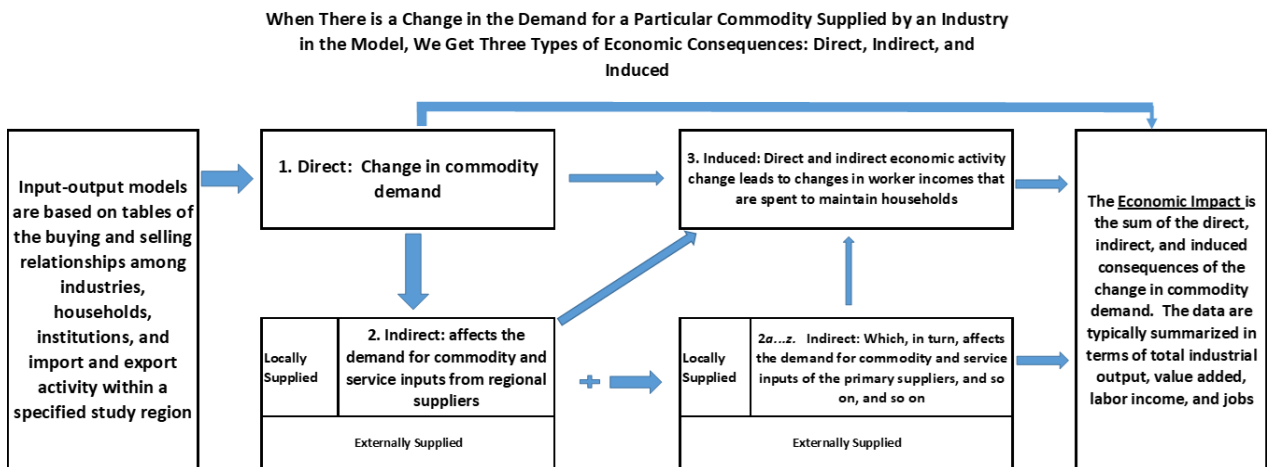 When There is a Change in the Demand for a Particular Commodity Supplied by an Industry
in the Model, We Get Three Types of Economic Consequences: Direct, Indirect, and
Induced
Input-output models
are based on tables of
the buying and selling
relationships among
industries,
households,
institutions, and
import and export
activity within a
specified study region
1. Direct:  Change in commodity
demand
3. Induced: Direct and indirect economic activity
change leads to changes in worker incomes that
are spent to maintain households
Locally
Supplied
2. Indirect: affects the
demand for commodity and
service inputs from regional
suppliers
Externally Supplied
Locally
Supplied
2a...z.  Indirect: Which, in turn, affects
the demand for commodity and service
inputs of the primary suppliers, and so
on, and so on
Externally Supplied
The Economic Impact is
the sum of the direct,
indirect, and induced
consequences of the
change in commodity
demand.  The data are
typically summarized in
terms of total industrial
output, value added,
labor income, and jobs